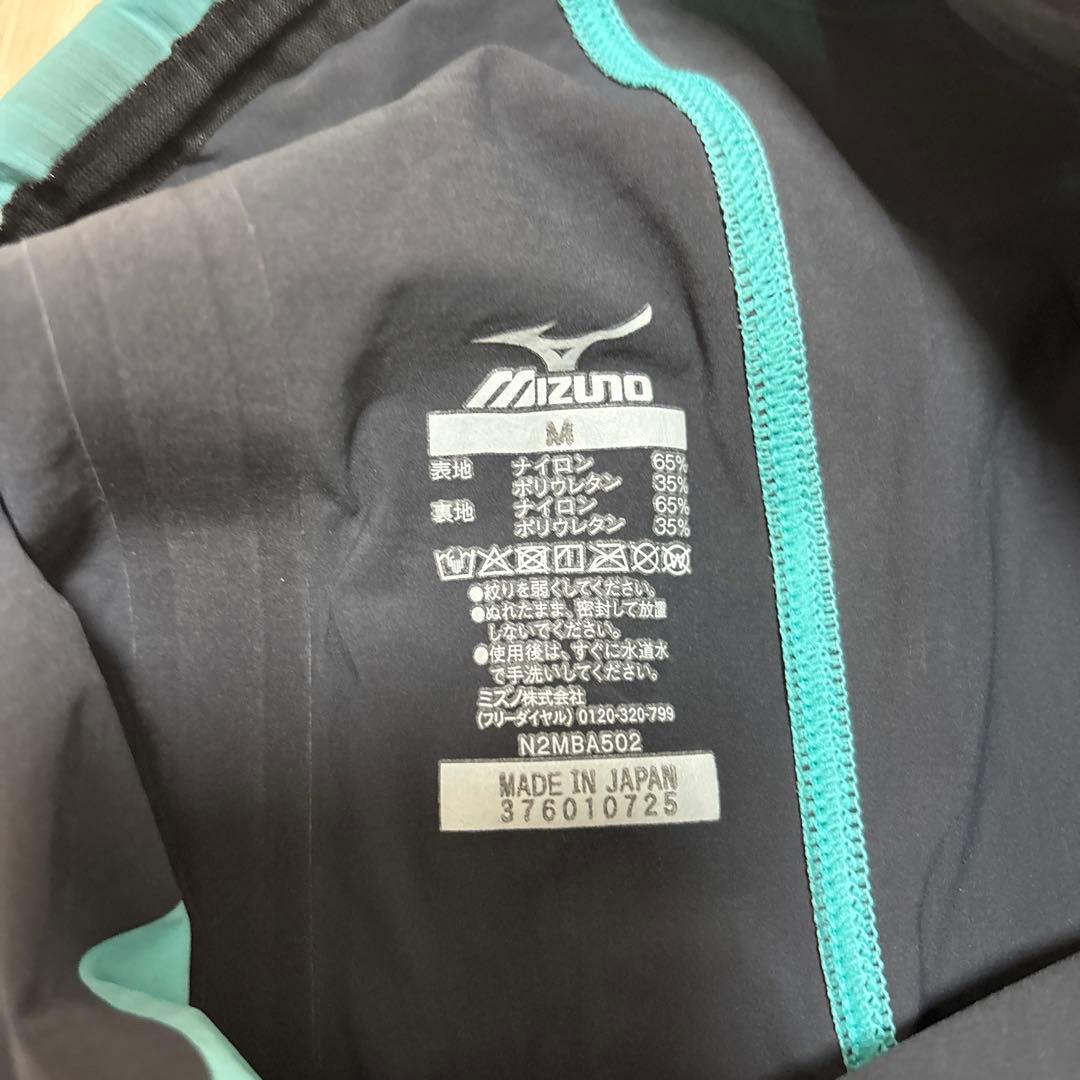 MIZUNO
M
表地 ナイロン 65%
ポリウレタン 35%
裏地 ナイロン 65%
ポリウレタン 35%
●絞りを弱くしてください。
●ぬれたまま、密封して放置
しないでください。
●使用後は、すぐに水道水
で手洗いしてください。
ミズノ株式会社
(フリーダイヤル) 0120-320-799
N2MBA502
MADE IN JAPAN
376010725